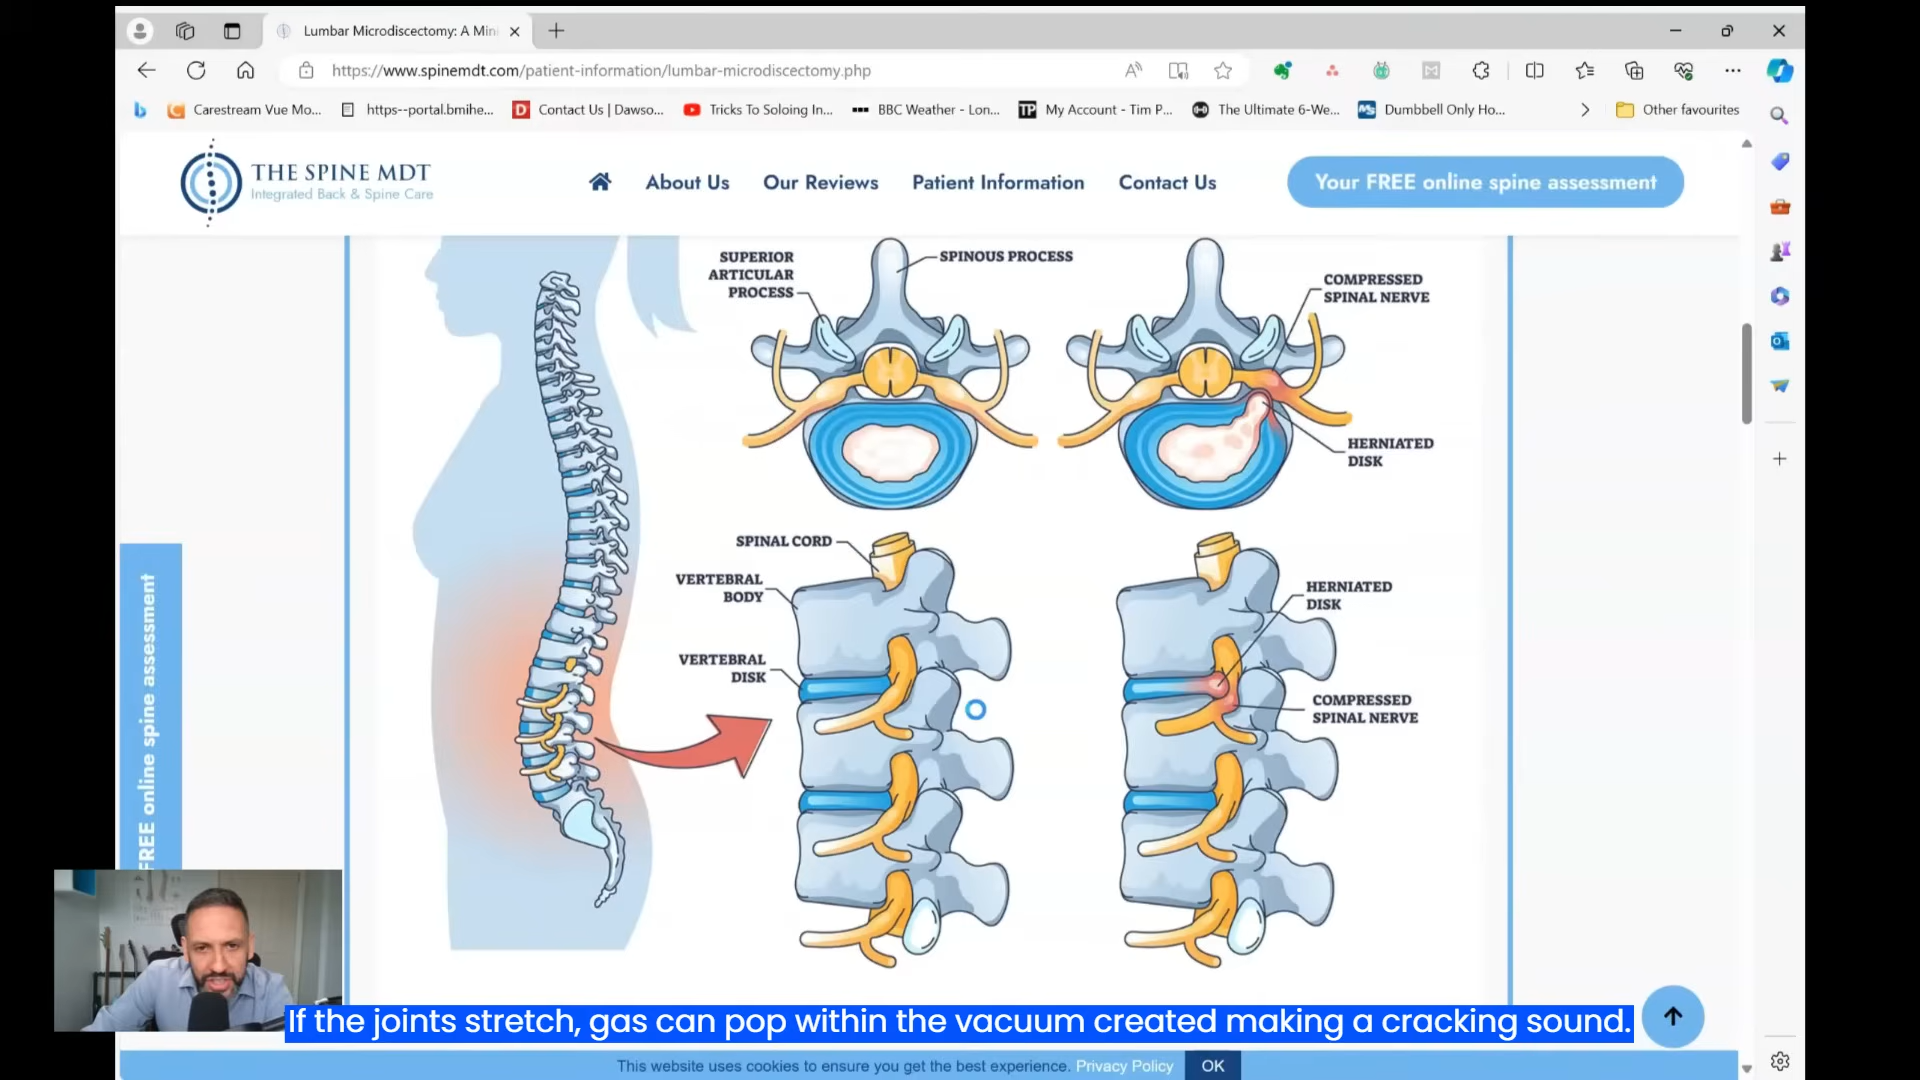 Lumbar Microdiscectomy: A Min
https://www.spinemdt.com/patient-information/lumbar-microdiscectomy.php
Carestream Vue Mo...
https--portal.bmihe...
Contact Us | Dawso...
Tricks To Soloing In...
BBC Weather - Lon...
My Account - Tim P...
The Ultimate 6-We...
Dumbbell Only Ho...
Other favourites
THE SPINE MDT
Integrated Back & Spine Care
About Us
Our Reviews
Patient Information
Contact Us
Your FREE online spine assessment
SUPERIOR
ARTICULAR
PROCESS
SPINOUS PROCESS
COMPRESSED
SPINAL NERVE
HERNIATED
DISK
SPINAL CORD
VERTEBRAL
BODY
VERTEBRAL
DISK
HERNIATED
DISK
COMPRESSED
SPINAL NERVE
FREE online spine assessment
If the joints stretch, gas can pop within the vacuum created making a cracking sound.
This website uses cookies to ensure you get the best experience. Privacy Policy
OK